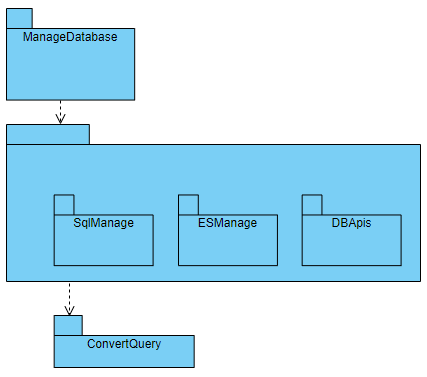 ManageDatabase
SqlManage
ESManage
DBApis
ConvertQuery